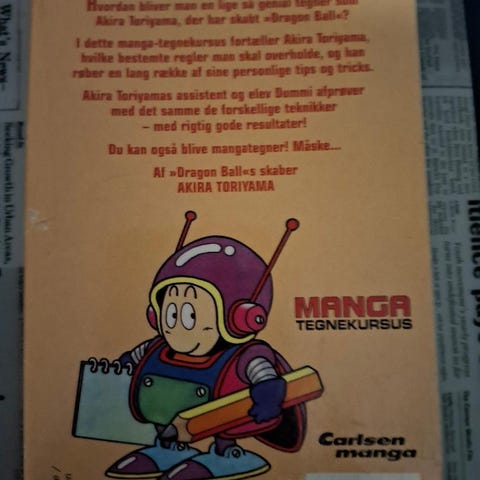 Hvordan bliver man en lige så genial tegner som
Akira Toriyama, der har skabt »Dragon Ball«?
I dette manga-tegnekursus fortæller Akira Toriyama,
hvilke bestemte regler man skal overholde, og han
røber en lang række af sine personlige tips og tricks.
Akira Toriyamas assistent og elev Dummi afprøver
med det samme de forskellige teknikker
– med rigtig gode resultater!
Du kan også blive mangategner! Måske...
Af »Dragon Ball«s skaber
AKIRA TORIYAMA
MANGA
TEGNEKURSUS
Carlsen
manga
What's News